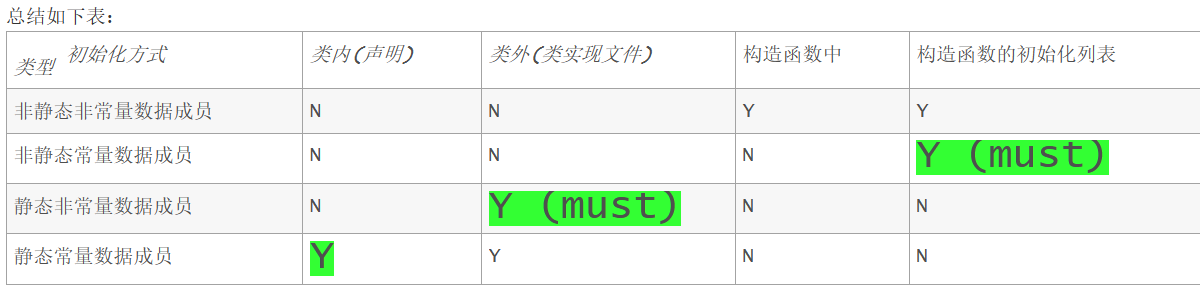 总结如下表：
类型 初始化方式 类内(声明) 类外(类实现文件) 构造函数中 构造函数的初始化列表
非静态非常量数据成员 N N Y Y
非静态常量数据成员 N N N Y (must)
静态非常量数据成员 N Y (must) N N
静态常量数据成员 Y Y N N